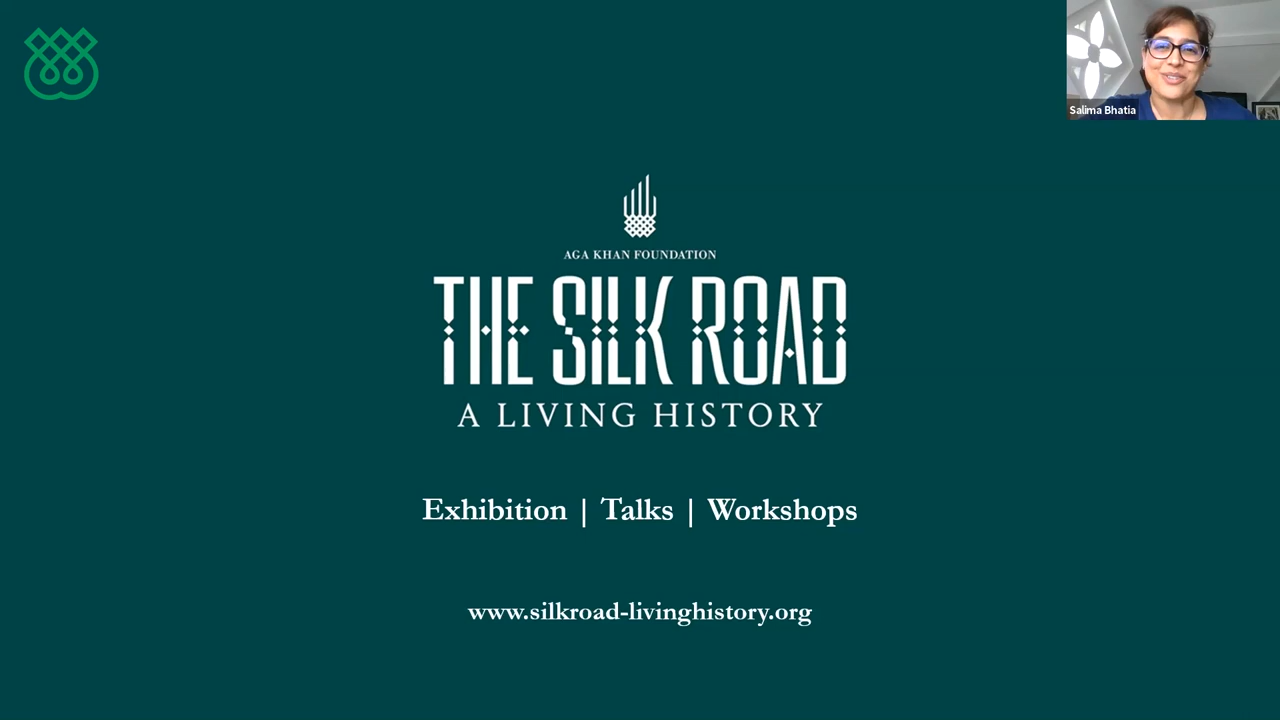 Salima Bhatia
AGA KHAN FOUNDATION
THE SILK ROAD
A LIVING HISTORY
Exhibition | Talks | Workshops
www.silkroad-livinghistory.org